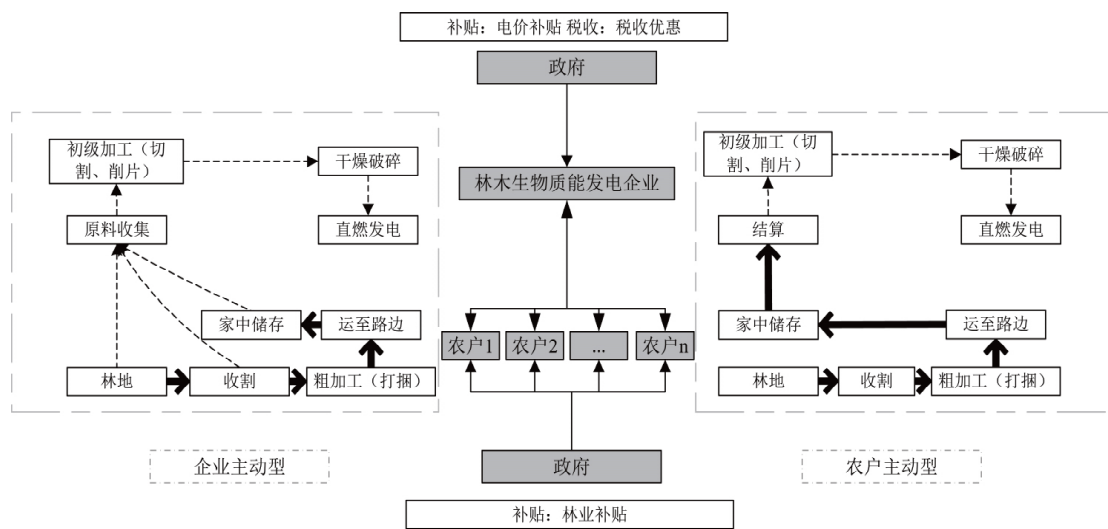 补贴：电价补贴 税收：税收优惠
政府
初级加工（切
割、削片）
干燥破碎
原料收集
直燃发电
家中储存
运至路边
林地
收割
粗加工（打捆）
企业主动型
林木生物质能发电企业
农户1
农户2
...
农户n
政府
补贴：林业补贴
初级加工（切
割、削片）
干燥破碎
结算
直燃发电
家中储存
运至路边
林地
收割
粗加工（打捆）
农户主动型